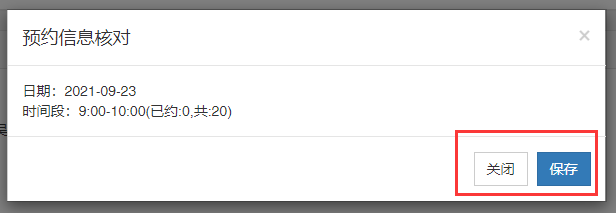 预约信息核对
×
日期：2021-09-23
时间段：9:00-10:00(已约:0,共:20)
关闭
保存